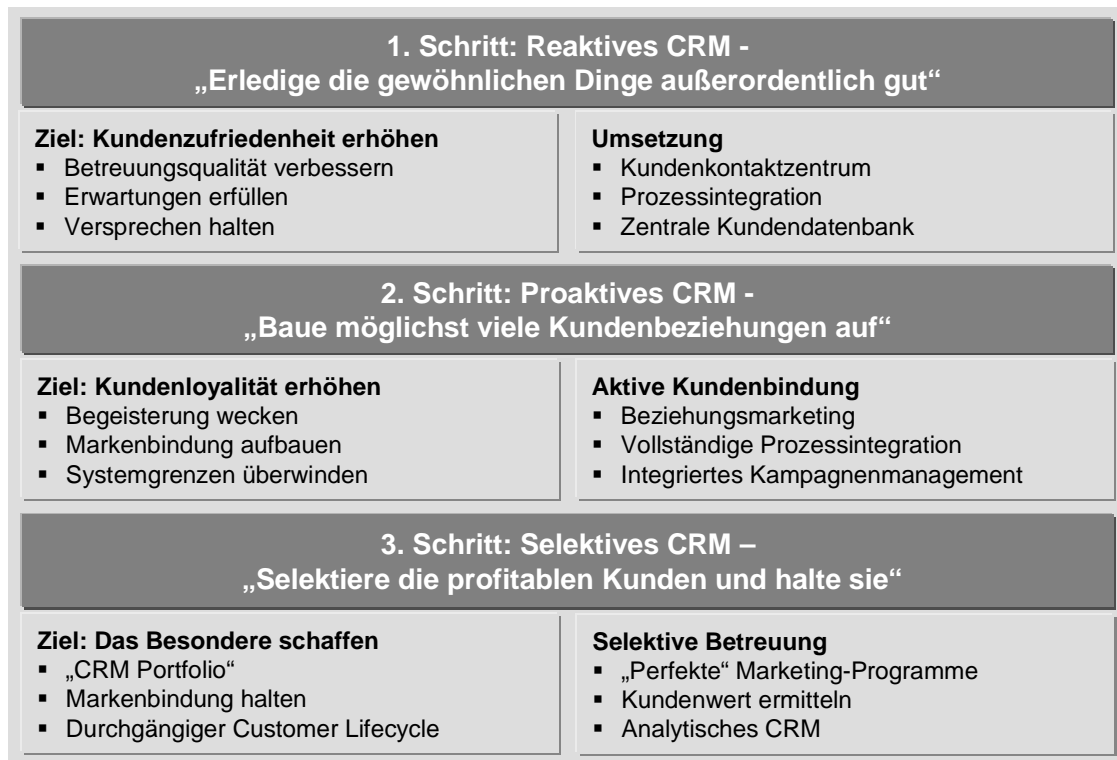 1. Schritt: Reaktives CRM -
„Erledige die gewöhnlichen Dinge außerordentlich gut“
Ziel: Kundenzufriedenheit erhöhen
▪ Betreuungsqualität verbessern
▪ Erwartungen erfüllen
▪ Versprechen halten
Umsetzung
▪ Kundenkontaktzentrum
▪ Prozessintegration
▪ Zentrale Kundendatenbank
2. Schritt: Proaktives CRM -
„Baue möglichst viele Kundenbeziehungen auf“
Ziel: Kundenloyalität erhöhen
▪ Begeisterung wecken
▪ Markenbindung aufbauen
▪ Systemgrenzen überwinden
Aktive Kundenbindung
▪ Beziehungsmarketing
▪ Vollständige Prozessintegration
▪ Integriertes Kampagnenmanagement
3. Schritt: Selektives CRM –
„Selektiere die profitablen Kunden und halte sie“
Ziel: Das Besondere schaffen
▪ „CRM Portfolio“
▪ Markenbindung halten
▪ Durchgängiger Customer Lifecycle
Selektive Betreuung
▪ „Perfekte“ Marketing-Programme
▪ Kundenwert ermitteln
▪ Analytisches CRM